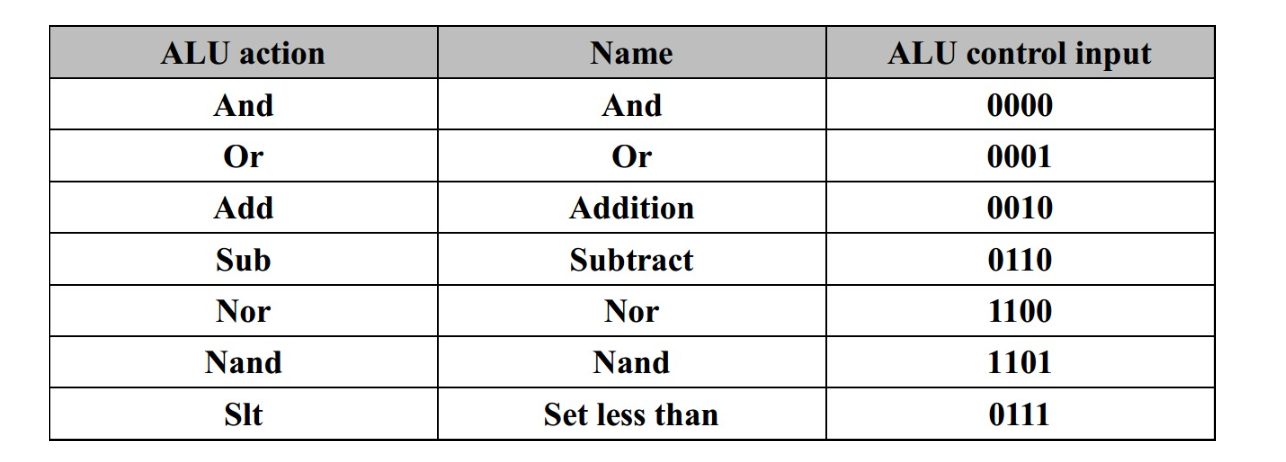 ALU action Name ALU control input
And And 0000
Or Or 0001
Add Addition 0010
Sub Subtract 0110
Nor Nor 1100
Nand Nand 1101
Slt Set less than 0111